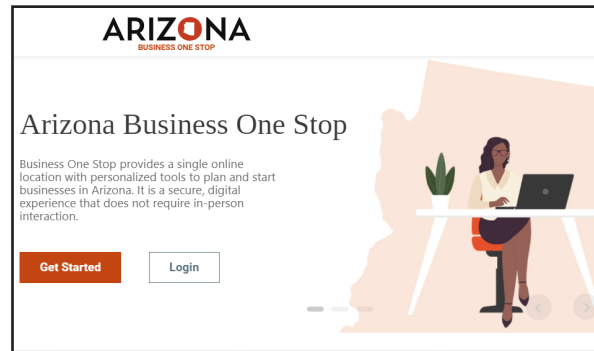 ARIZONA
BUSINESS ONE STOP
Arizona Business One Stop
Business One Stop provides a single online
location with personalized tools to plan and start
businesses in Arizona. It is a secure, digital
experience that does not require in-person
interaction.
Get Started
Login